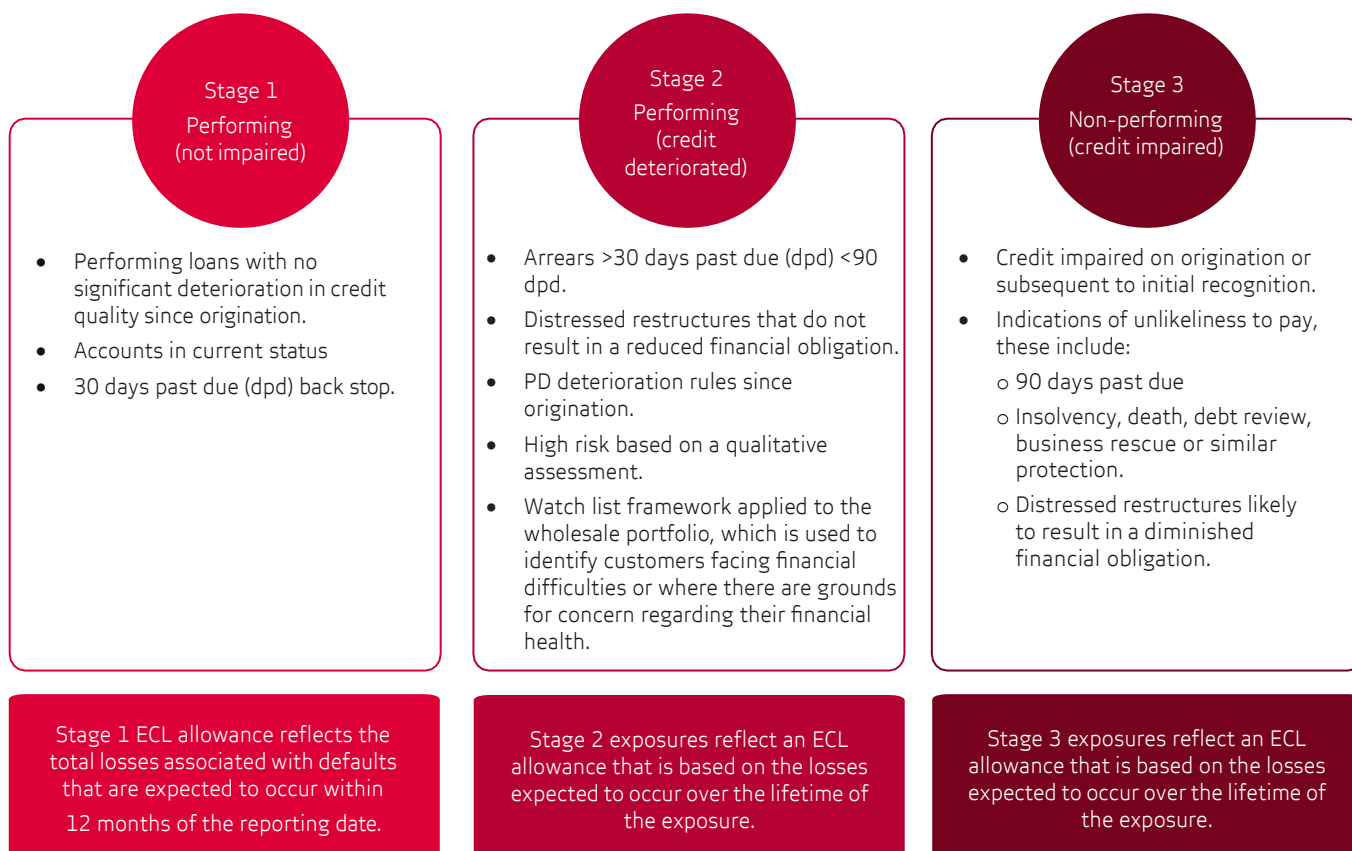 Stage 1
Performing
(not impaired)
• Performing loans with no
significant deterioration in credit
quality since origination.
• Accounts in current status
• 30 days past due (dpd) back stop.
Stage 1 ECL allowance reflects the
total losses associated with defaults
that are expected to occur within
12 months of the reporting date.
Stage 2
Performing
(credit
deteriorated)
• Arrears >30 days past due (dpd) <90
dpd.
• Distressed restructures that do not
result in a reduced financial obligation.
• PD deterioration rules since
origination.
• High risk based on a qualitative
assessment.
• Watch list framework applied to the
wholesale portfolio, which is used to
identify customers facing financial
difficulties or where there are grounds
for concern regarding their financial
health.
Stage 2 exposures reflect an ECL
allowance that is based on the losses
expected to occur over the lifetime of
the exposure.
Stage 3
Non-performing
(credit impaired)
• Credit impaired on origination or
subsequent to initial recognition.
• Indications of unlikeliness to pay,
these include:
o 90 days past due
o Insolvency, death, debt review,
business rescue or similar
protection.
o Distressed restructures likely
to result in a diminished
financial obligation.
Stage 3 exposures reflect an ECL
allowance that is based on the losses
expected to occur over the lifetime of
the exposure.